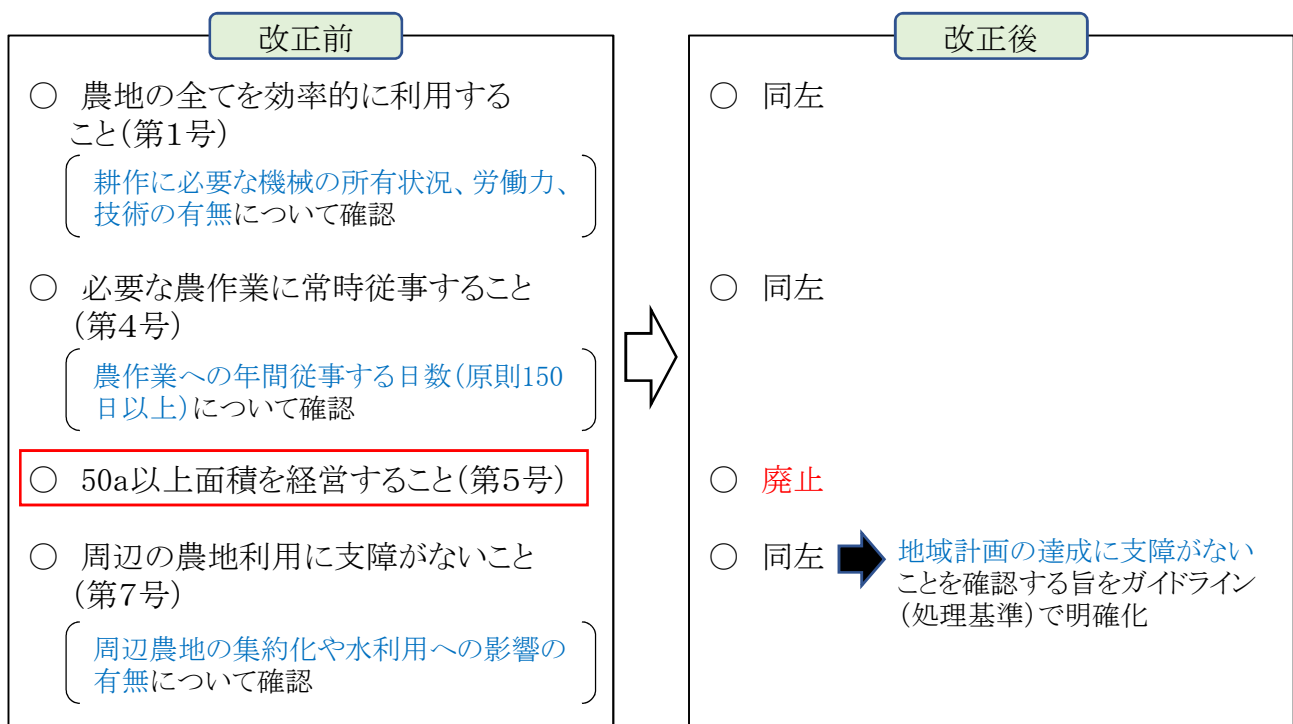 改正前
○ 農地の全てを効率的に利用する
こと(第1号)
耕作に必要な機械の所有状況、労働力、
技術の有無について確認
○ 必要な農作業に常時従事すること
(第4号)
農作業への年間従事する日数(原則150
日以上)について確認
○ 50a以上面積を経営すること(第5号)
○ 周辺の農地利用に支障がないこと
(第7号)
周辺農地の集約化や水利用への影響の
有無について確認
改正後
○ 同左
○ 同左
○ 廃止
○ 同左
地域計画の達成に支障がない
ことを確認する旨をガイドライン
(処理基準)で明確化